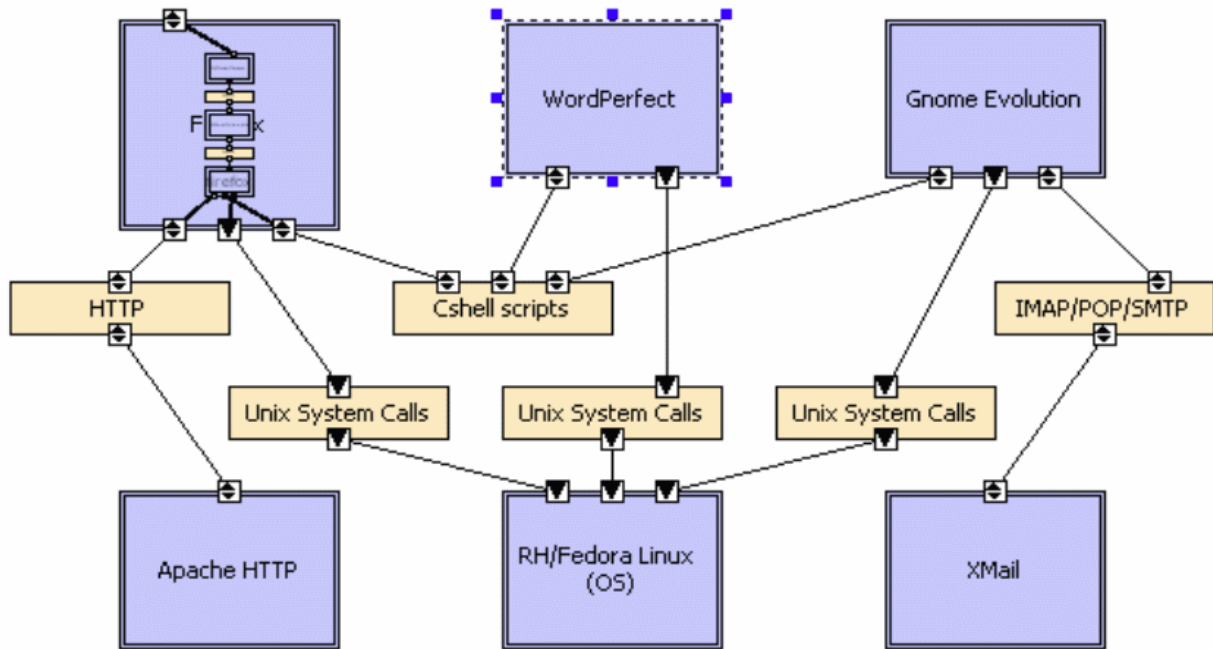 WordPerfect
Gnome Evolution
F x
irefox
HTTP
Cshell scripts
IMAP/POP/SMTP
Unix System Calls
Unix System Calls
Unix System Calls
Apache HTTP
RH/Fedora Linux
(OS)
XMail